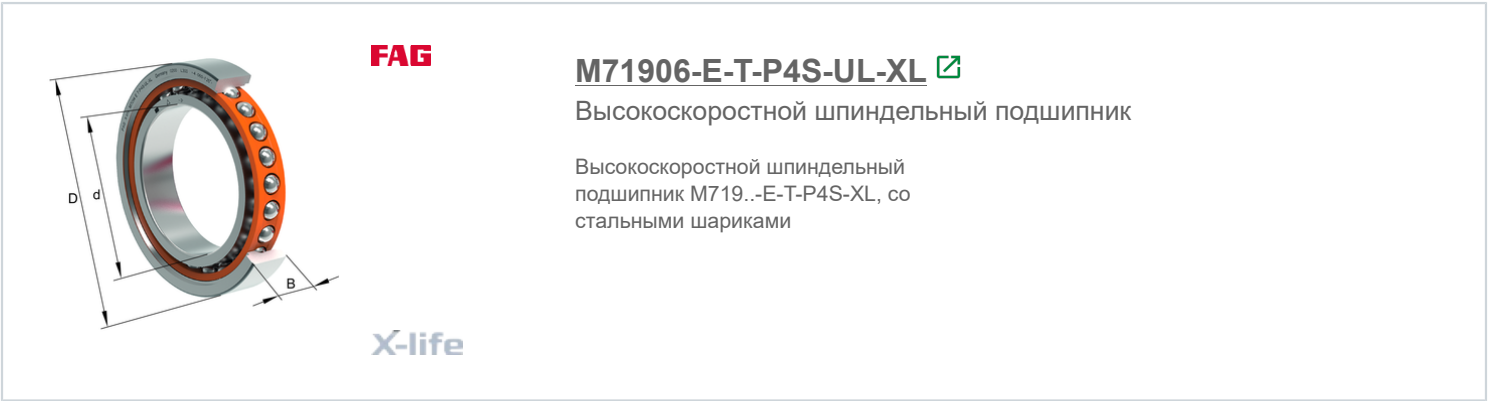 FAG
M71906-E-T-P4S-UL-XL
Высокоскоростной шпиндельный подшипник
Высокоскоростной шпиндельный
подшипник M719..-E-T-P4S-XL, со
стальными шариками
D
d
B
X-life